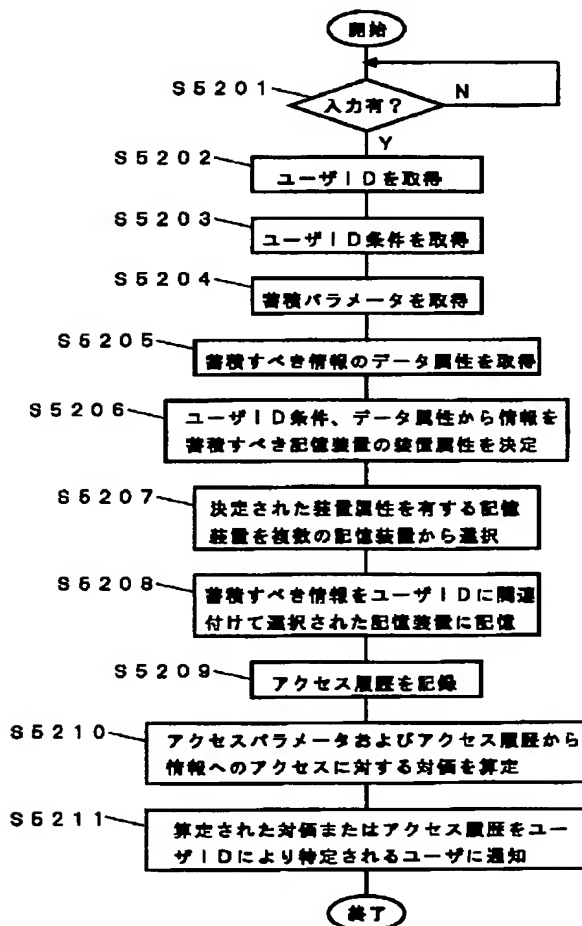 開始
S5201
入力有?
N
Y
S5202
ユーザIDを取得
S5203
ユーザID条件を取得
S5204
蓄積パラメータを取得
S5205
蓄積すべき情報のデータ属性を取得
S5206
ユーザID条件、データ属性から情報を
蓄積すべき記憶装置の装置属性を決定
S5207
決定された装置属性を有する記憶
装置を複数の記憶装置から選択
S5208
蓄積すべき情報をユーザIDに関連
付けて選択された記憶装置に記憶
S5209
アクセス履歴を記録
S5210
アクセスパラメータおよびアクセス履歴から
情報へのアクセスに対する対価を算定
S5211
算定された対価またはアクセス履歴をユー
ザIDにより特定されるユーザに通知
終了